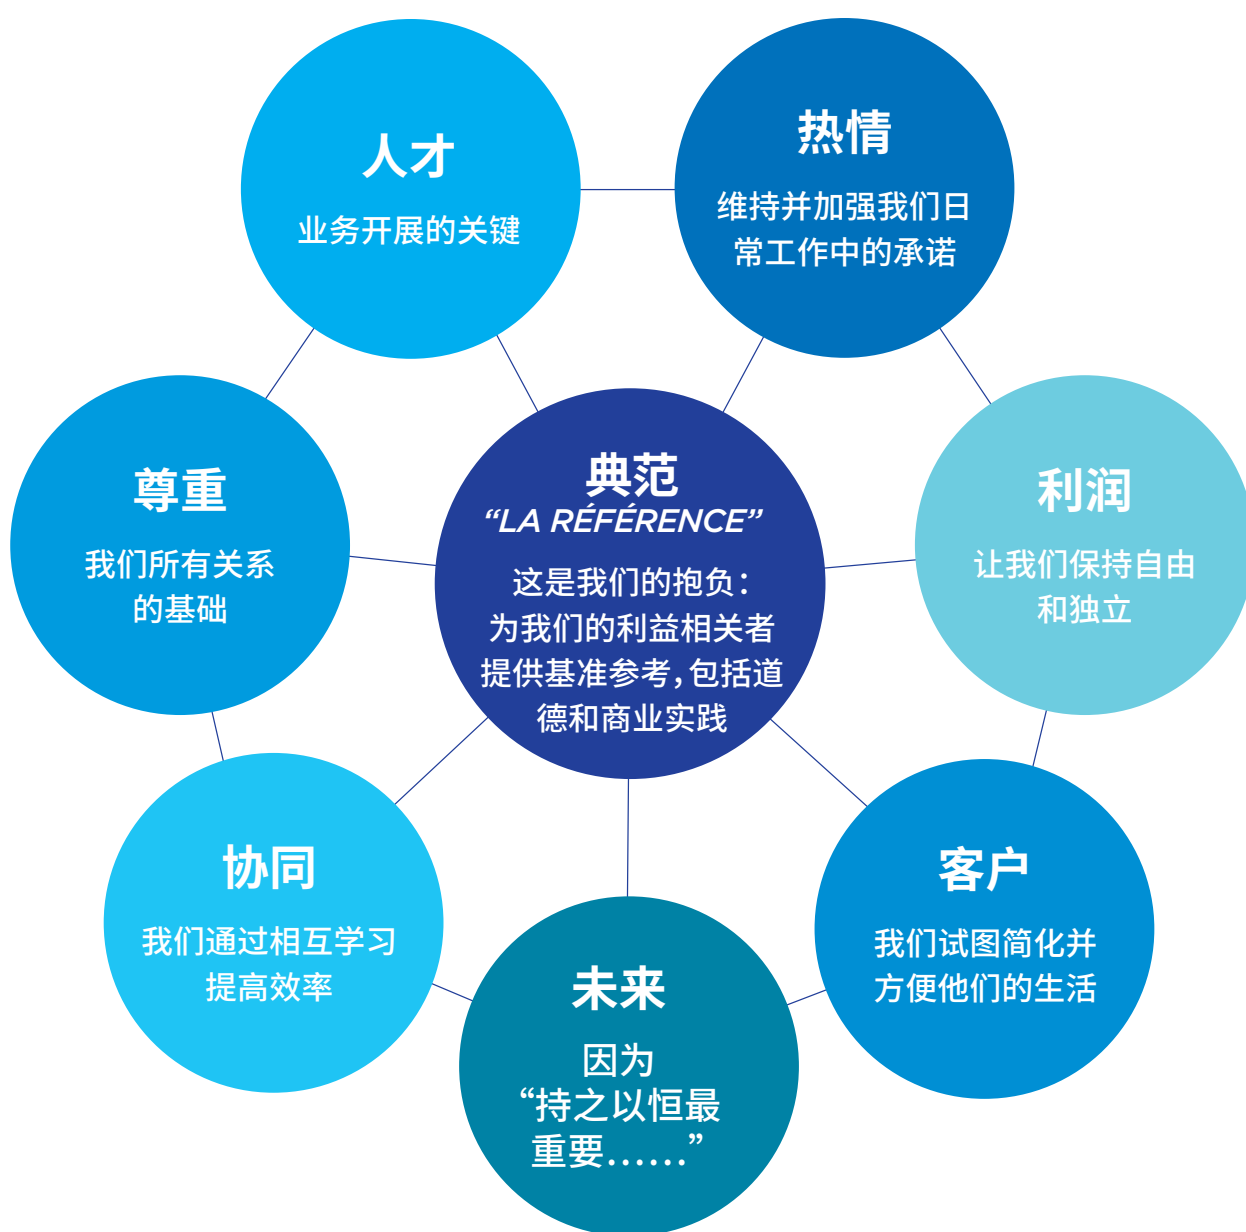 人才
业务开展的关键
热情
维持并加强我们日
常工作中的承诺
尊重
我们所有关系
的基础
典范
“LA RÉFÉRENCE”
这是我们的抱负：
为我们的利益相关者
提供基准参考，包括道
德和商业实践
利润
让我们保持自由
和独立
协同
我们通过相互学习
提高效率
客户
我们试图简化并
方便他们的生活
未来
因为
“持之以恒最
重要……”